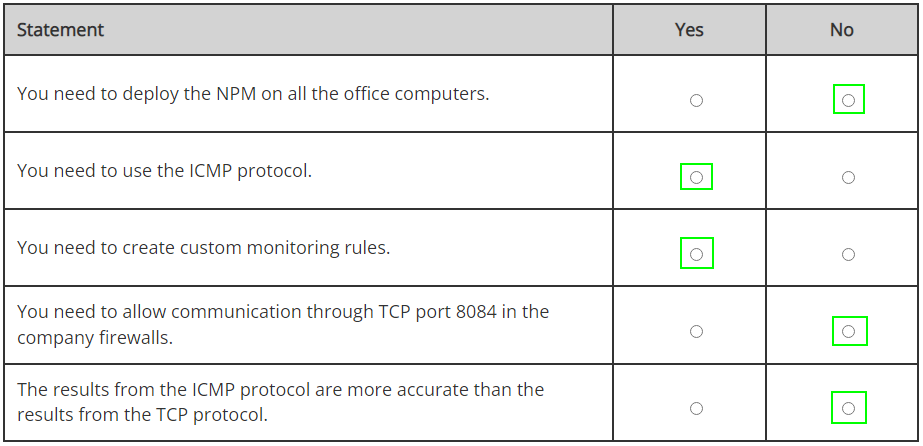 Statement Yes No
You need to deploy the NPM on all the office computers.
You need to use the ICMP protocol.
You need to create custom monitoring rules.
You need to allow communication through TCP port 8084 in the
company firewalls.
The results from the ICMP protocol are more accurate than the
results from the TCP protocol.